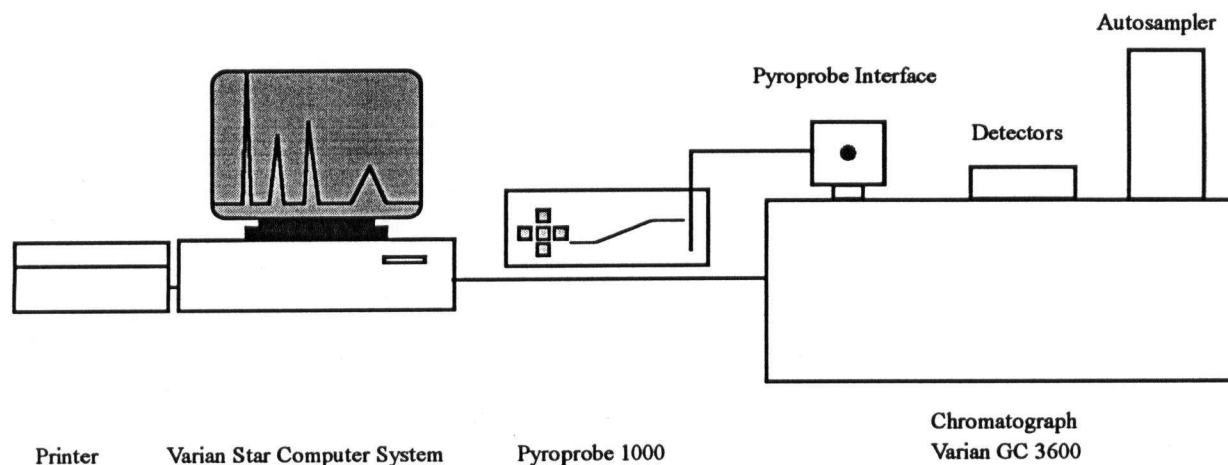 Autosampler
Pyroprobe Interface
Detectors
Printer
Varian Star Computer System
Pyroprobe 1000
Chromatograph
Varian GC 3600